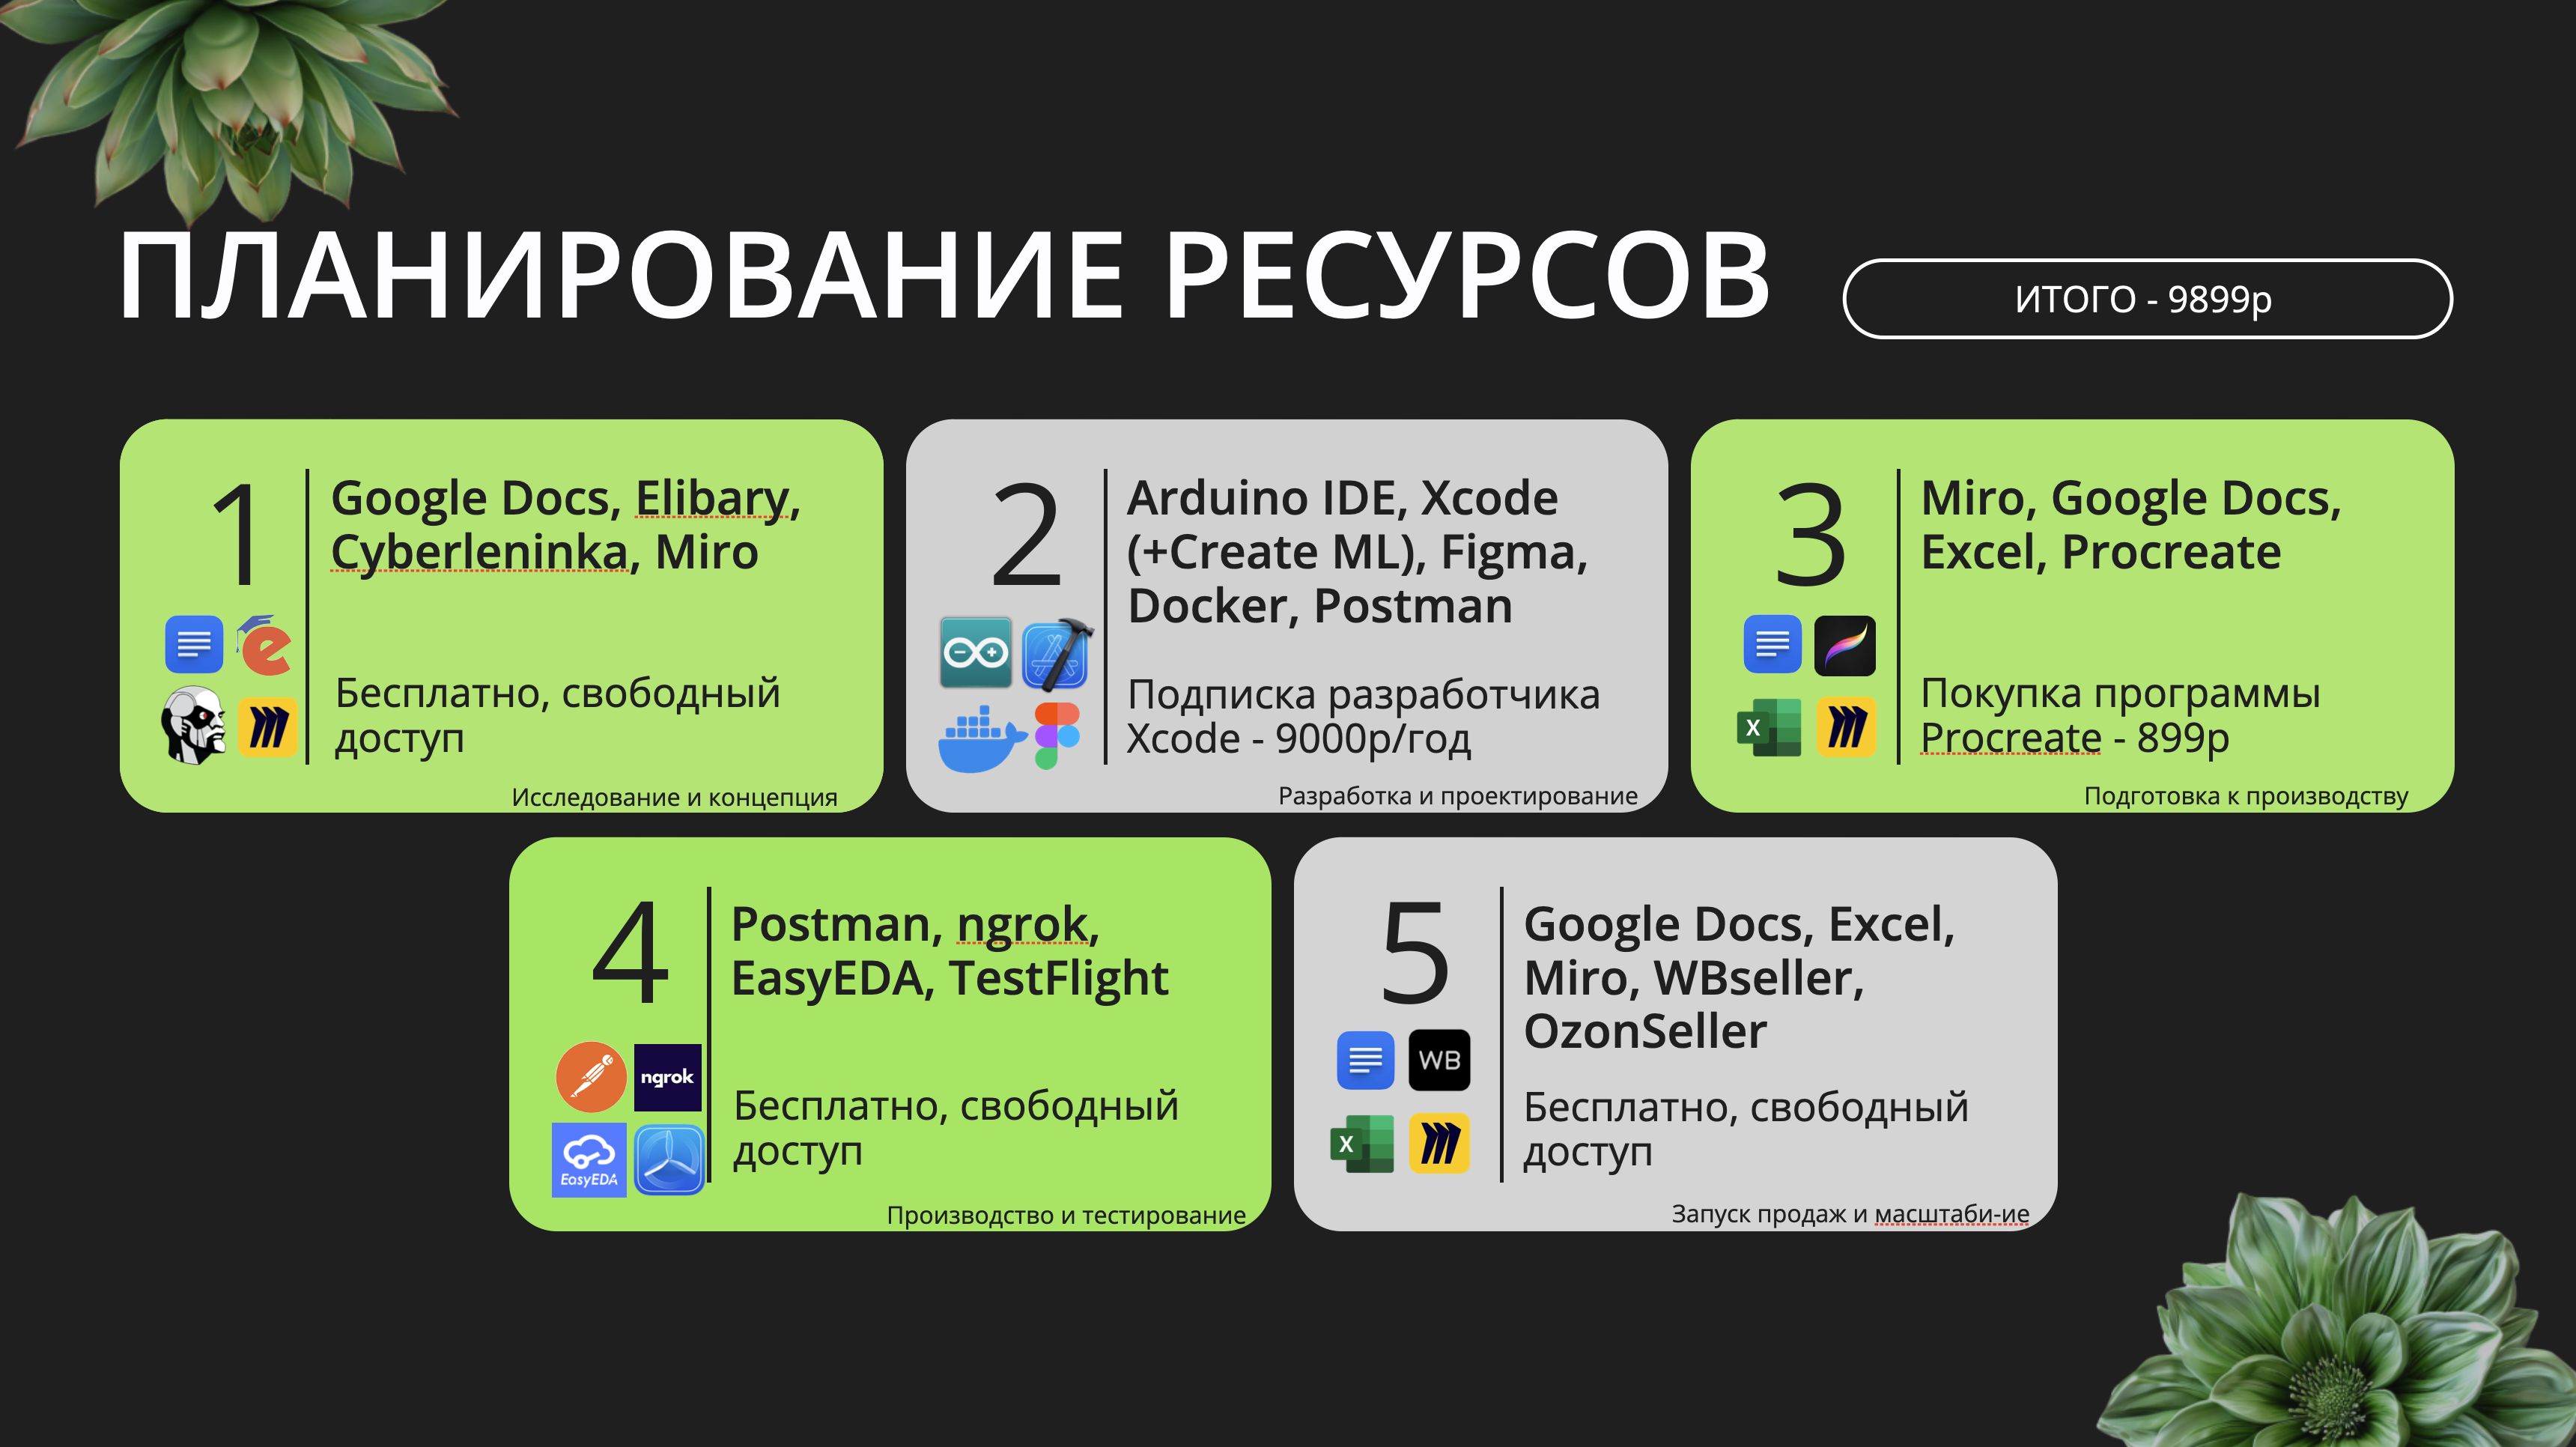 ПЛАНИРОВАНИЕ РЕСУРСОВ
ИТОГО - 9899р
1
Google Docs, Elibary,
Cyberleninka, Miro
Бесплатно, свободный
доступ
Исследование и концепция
2
Arduino IDE, Xcode
(+Create ML), Figma,
Docker, Postman
Подписка разработчика
Xcode - 9000р/год
Разработка и проектирование
3
Miro, Google Docs,
Excel, Procreate
X
Покупка программы
Procreate - 899р
Подготовка к производству
4
Postman, ngrok,
EasyEDA, TestFlight
ngrok
EasyEDA
Бесплатно, свободный
доступ
Производство и тестирование
5
Google Docs, Excel,
Miro, WBseller,
OzonSeller
WB
X
Бесплатно, свободный
доступ
Запуск продаж и масштаби-ие